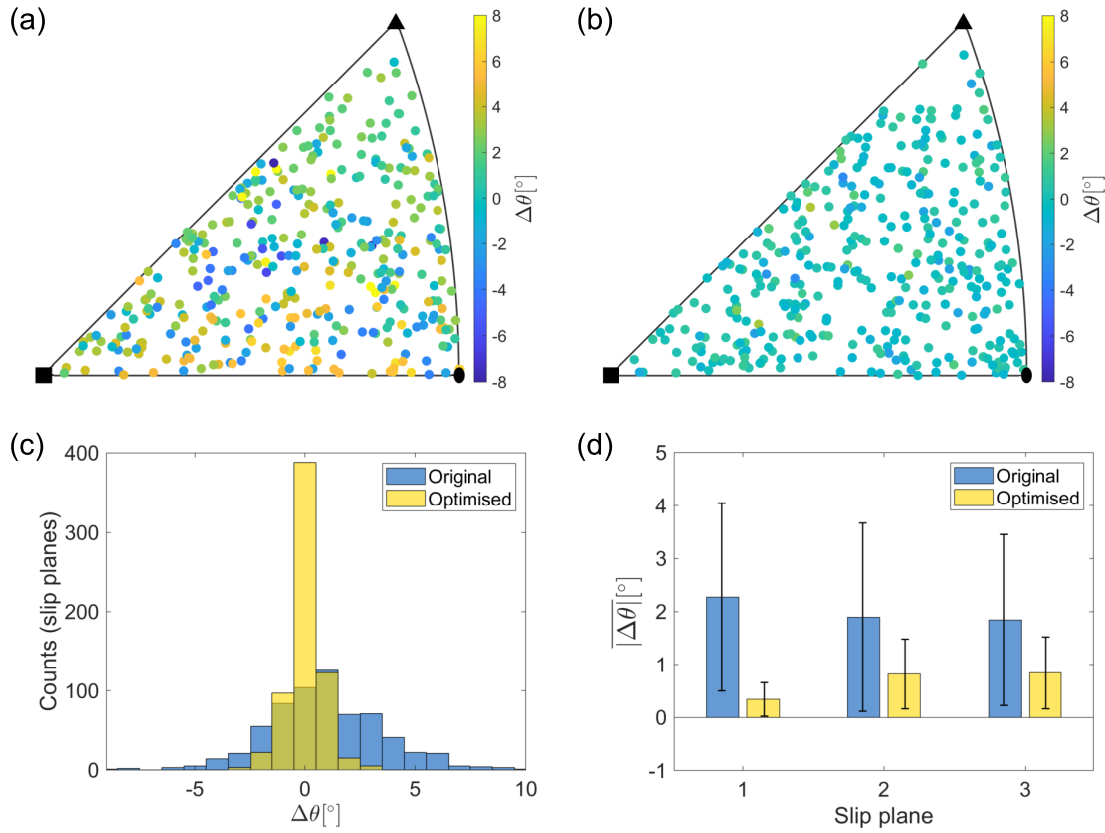 (a)
8
6
4
2
0
-2
-4
-6
-8
Δθ[°]
(b)
8
6
4
2
0
-2
-4
-6
-8
Δθ[°]
(c)
Counts (slip planes)
400
300
200
100
0
-5
0
5
10
Δθ[°]
Original
Optimised
(d)
|Δθ|[°]
5
4
3
2
1
0
-1
1
2
3
Slip plane
Original
Optimised